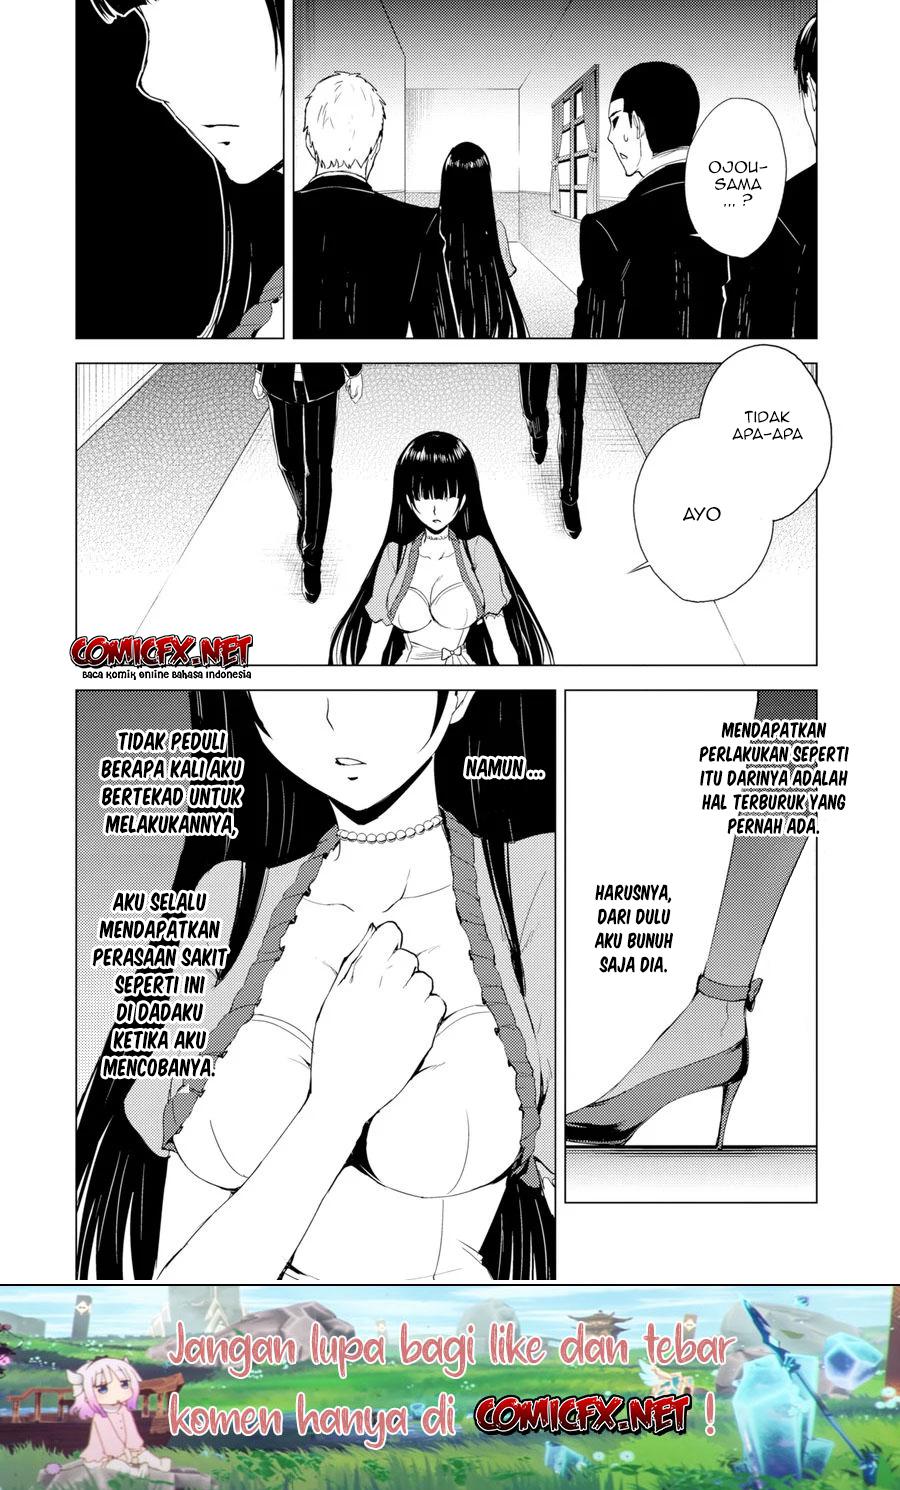 OJOU-
SAMA
... ?
TIDAK
APA-APA
AYO
COMICFX.NET
Baca Komik Online Bahasa Indonesia
MENDAPATKAN
PERLAKUKAN SEPERTI
ITU DARINYA ADALAH
HAL TERBURUK YANG
PERNAH ADA.
HARUSNYA,
DARI DULU
AKU BUNUH
SAJA DIA.
NAMUN ...
TIDAK PEDULI
BERAPA KALI AKU
BERTEKAD UNTUK
MELAKUKANNYA,
AKU SELALU
MENDAPATKAN
PERASAAN SAKIT
SEPERTI INI
DI DADAKU
KETIKA AKU
MENCOBANYA.
Jangan lupa bagi like dan tebar
komen hanya di COMICFX.NET !